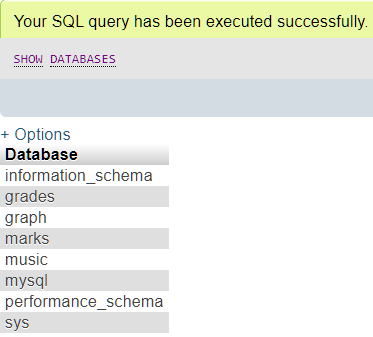 Your SQL query has been executed successfully.
SHOW DATABASES
+ Options
Database
information_schema
grades
graph
marks
music
mysql
performance_schema
sys